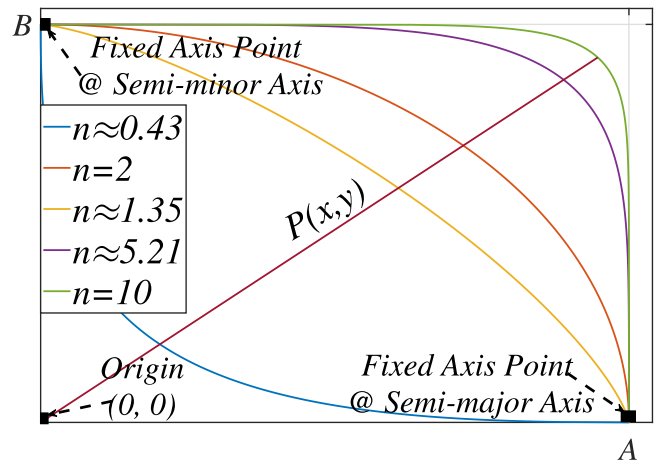 B
Fixed Axis Point
@ Semi-minor Axis
n≈0.43
n=2
n≈1.35
n≈5.21
n=10
P(x,y)
Origin
(0, 0)
Fixed Axis Point
@ Semi-major Axis
A